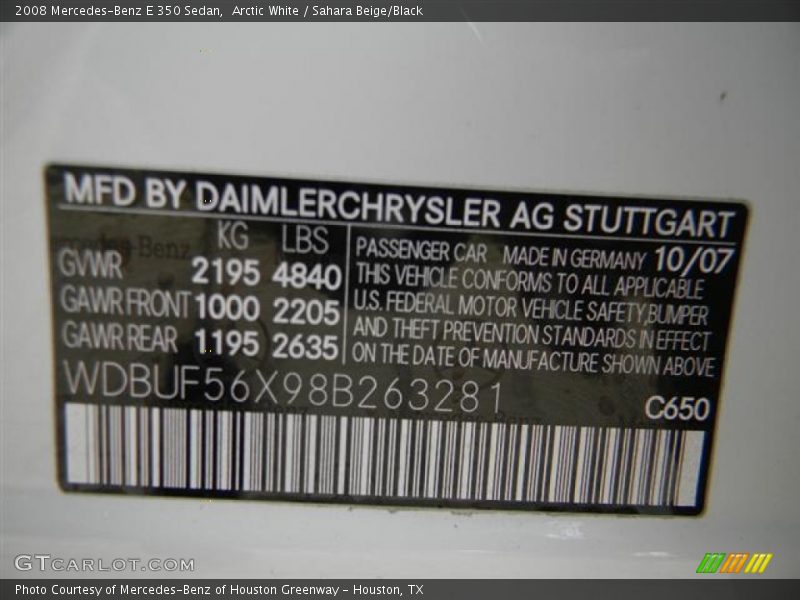 2008 Mercedes-Benz E 350 Sedan,  Arctic White / Sahara Beige/Black
MFD BY DAIMLERCHRYSLER AG STUTTGART
KG LBS
GVWR 2195 4840
GAWR FRONT 1000 2205
GAWR REAR 1195 2635
PASSENGER CAR MADE IN GERMANY 10/07
THIS VEHICLE CONFORMS TO ALL APPLICABLE
U.S. FEDERAL MOTOR VEHICLE SAFETY,BUMPER
AND THEFT PREVENTION STANDARDS IN EFFECT
ON THE DATE OF MANUFACTURE SHOWN ABOVE
WDBUF56X98B263281
C650
GTCARLOT.COM
Photo Courtesy of Mercedes-Benz of Houston Greenway - Houston, TX